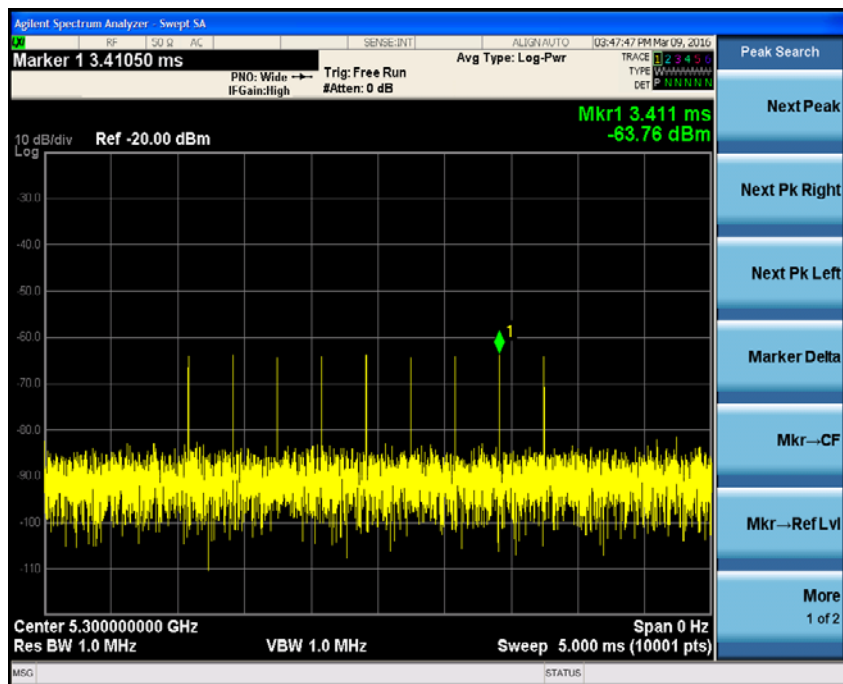 Agilent Spectrum Analyzer - Swept SA
RF 50 Ω AC SENSE:INT ALIGN AUTO 03:47:47 PM Mar 09, 2016
Marker 1 3.41050 ms
PNO: Wide
IFGain:High
Trig: Free Run
#Atten: 0 dB
Avg Type: Log-Pwr
TRACE 1 2 3 4 5 6
TYPE W
DET P N N N N N
Peak Search
Mkr1 3.411 ms
-63.76 dBm
10 dB/div Ref -20.00 dBm
Log
-30.0
-40.0
-50.0
-60.0
-70.0
-80.0
-90.0
-100
-110
1
Next Peak
Next Pk Right
Next Pk Left
Marker Delta
Mkr→CF
Mkr→Ref Lvl
More
1 of 2
Center 5.300000000 GHz Span 0 Hz
Res BW 1.0 MHz VBW 1.0 MHz Sweep 5.000 ms (10001 pts)
MSG STATUS